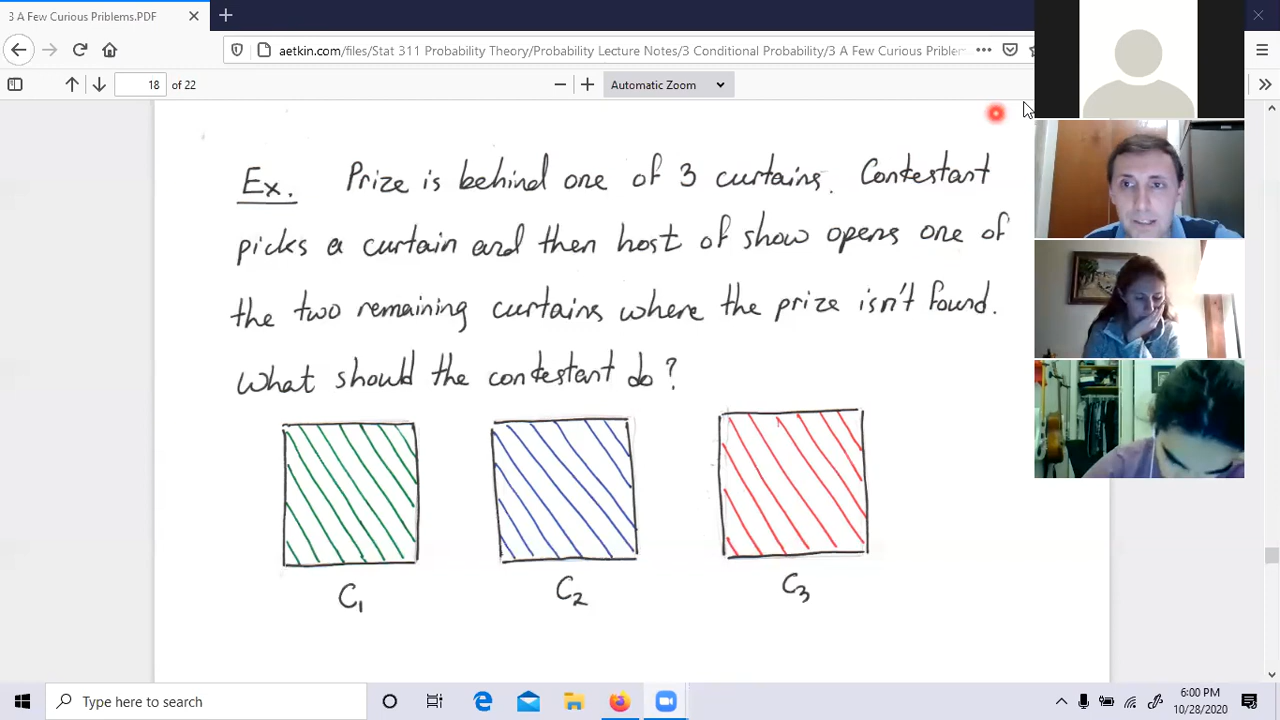 3 A Few Curious Priblems.PDF
aetkin.com/files/Stat 311 Probability Theory/Probability Lecture Notes/3 Conditional Probability/3 A Few Curious Priblem
18 of 22
Automatic Zoom
Ex. Prize is behind one of 3 curtains. Contestant
picks a curtain and then host of show opens one of
the two remaining curtains where the prize isn't found.
What should the contestant do?
C1 C2 C3
Type here to search
6:00 PM
10/28/2020